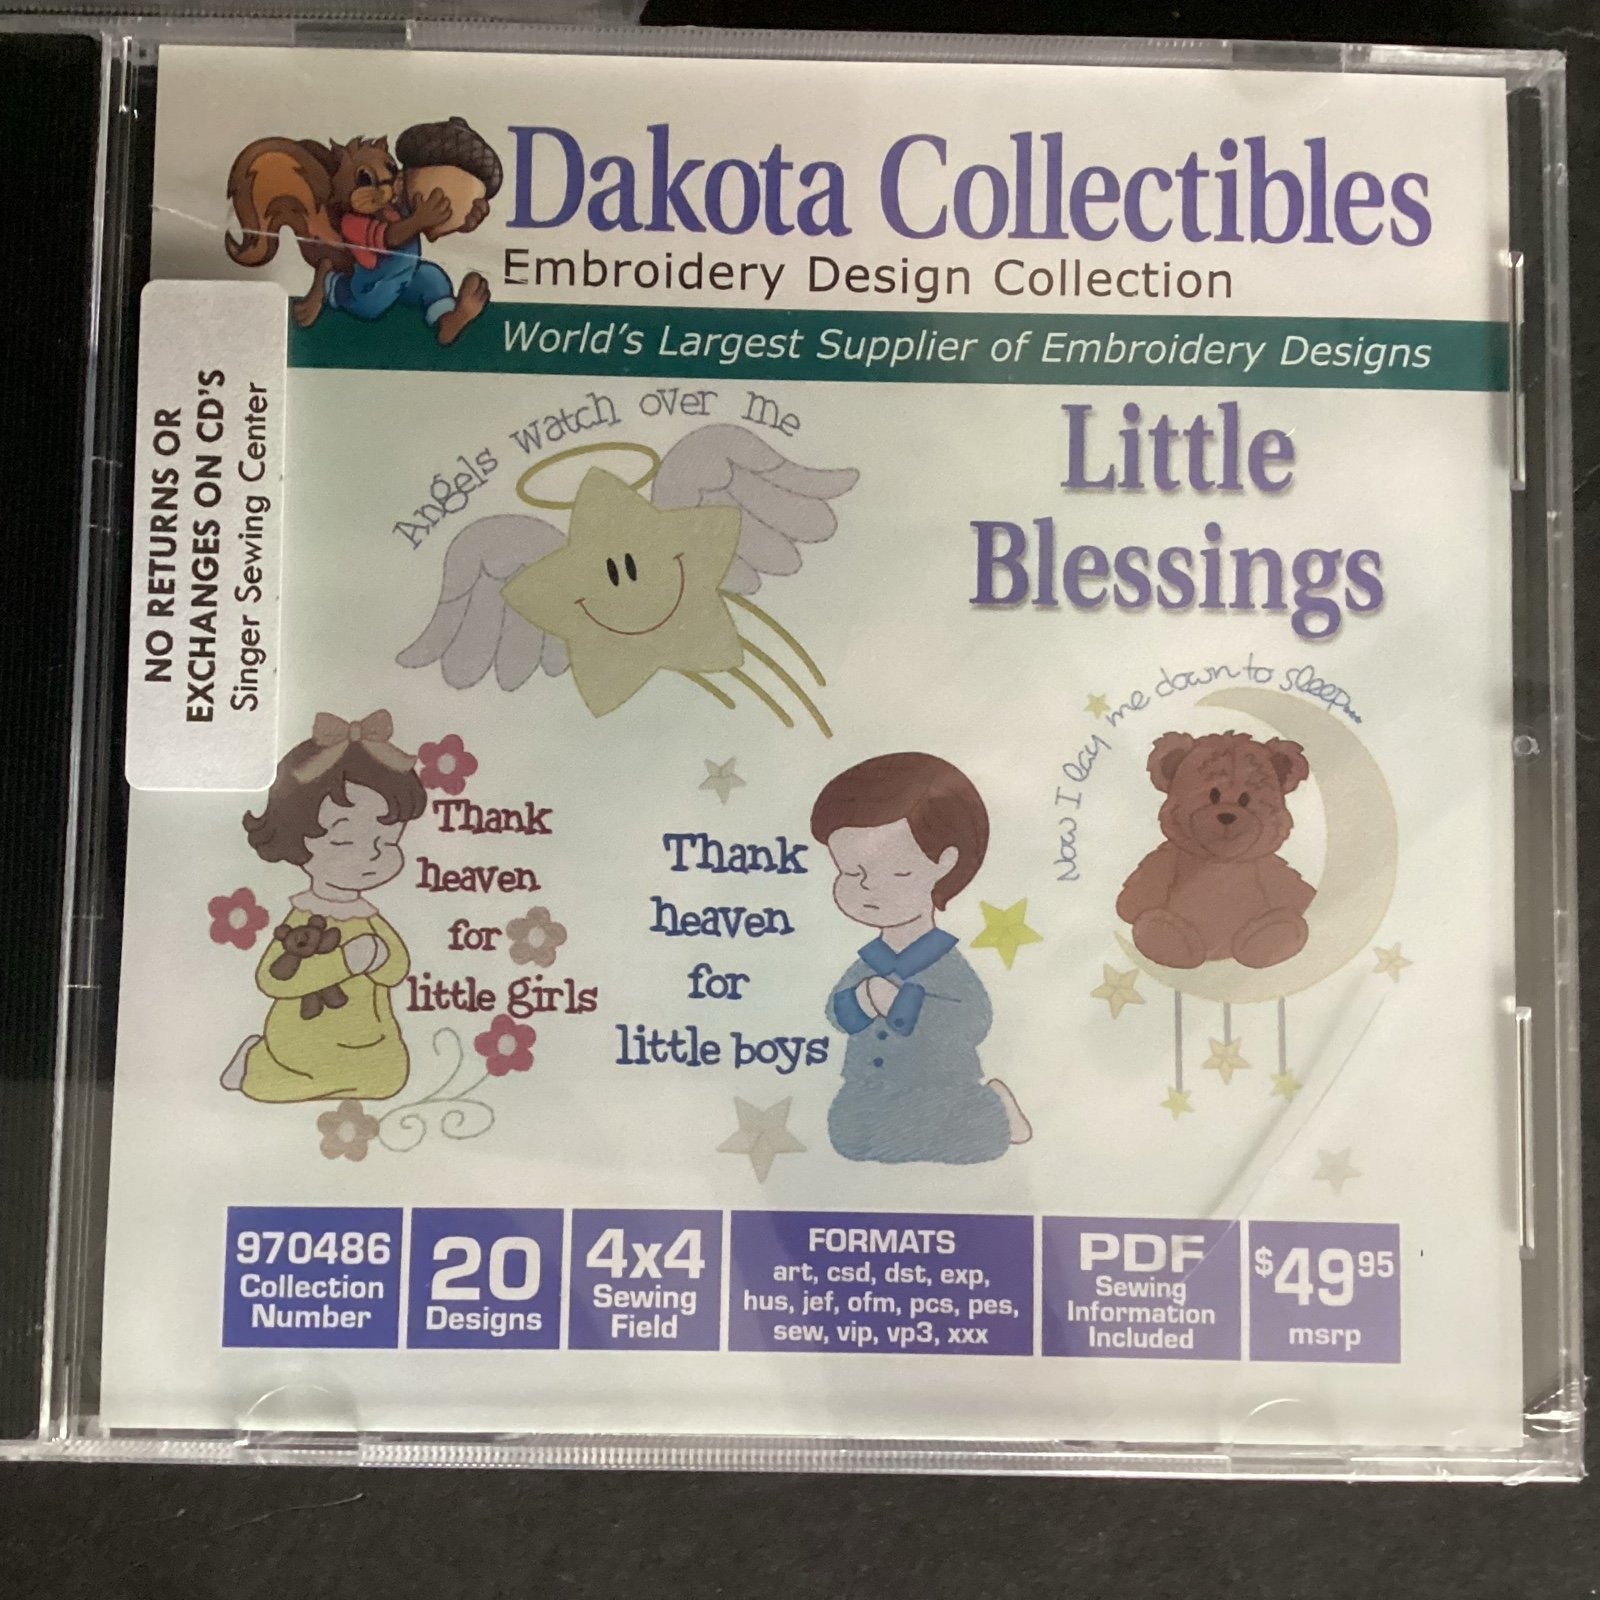 Dakota Collectibles
Embroidery Design Collection
World's Largest Supplier of Embroidery Designs
NO RETURNS OR
EXCHANGES ON CD'S
Singer Sewing Center
Angels watch over me
Little
Blessings
Now I lay me down to sleep...
Thank
heaven
for
little girls
Thank
heaven
for
little boys
970486
Collection
Number
20
Designs
4x4
Sewing
Field
FORMATS
art, csd, dst, exp,
hus, jef, ofm, pcs, pes,
sew, vip, vp3, xxx
PDF
Sewing
Information
Included
$49.95
msrp